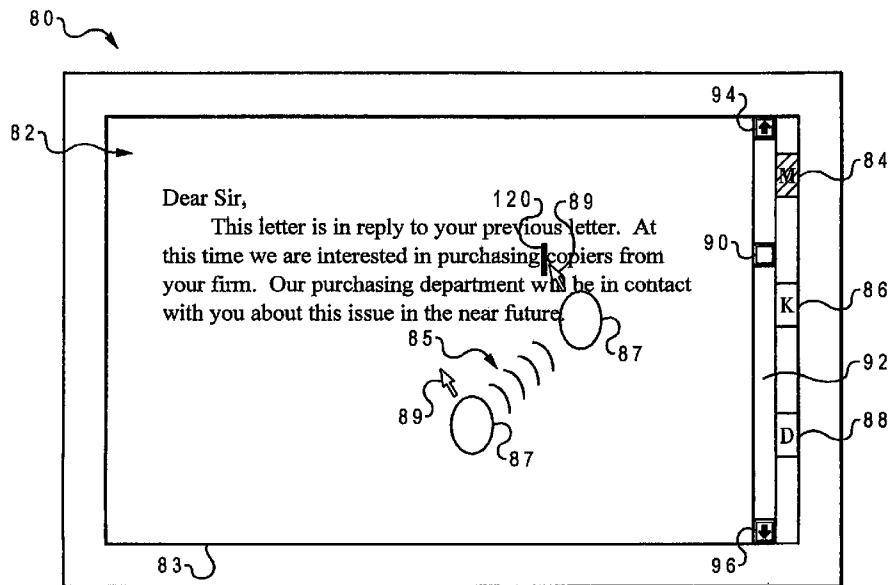 80
94
82
84
M
120 89
Dear Sir,
This letter is in reply to your previous letter. At
this time we are interested in purchasing copiers from
your firm. Our purchasing department will be in contact
with you about this issue in the near future.
90
K
86
85
87
92
89
D
88
87
83
96